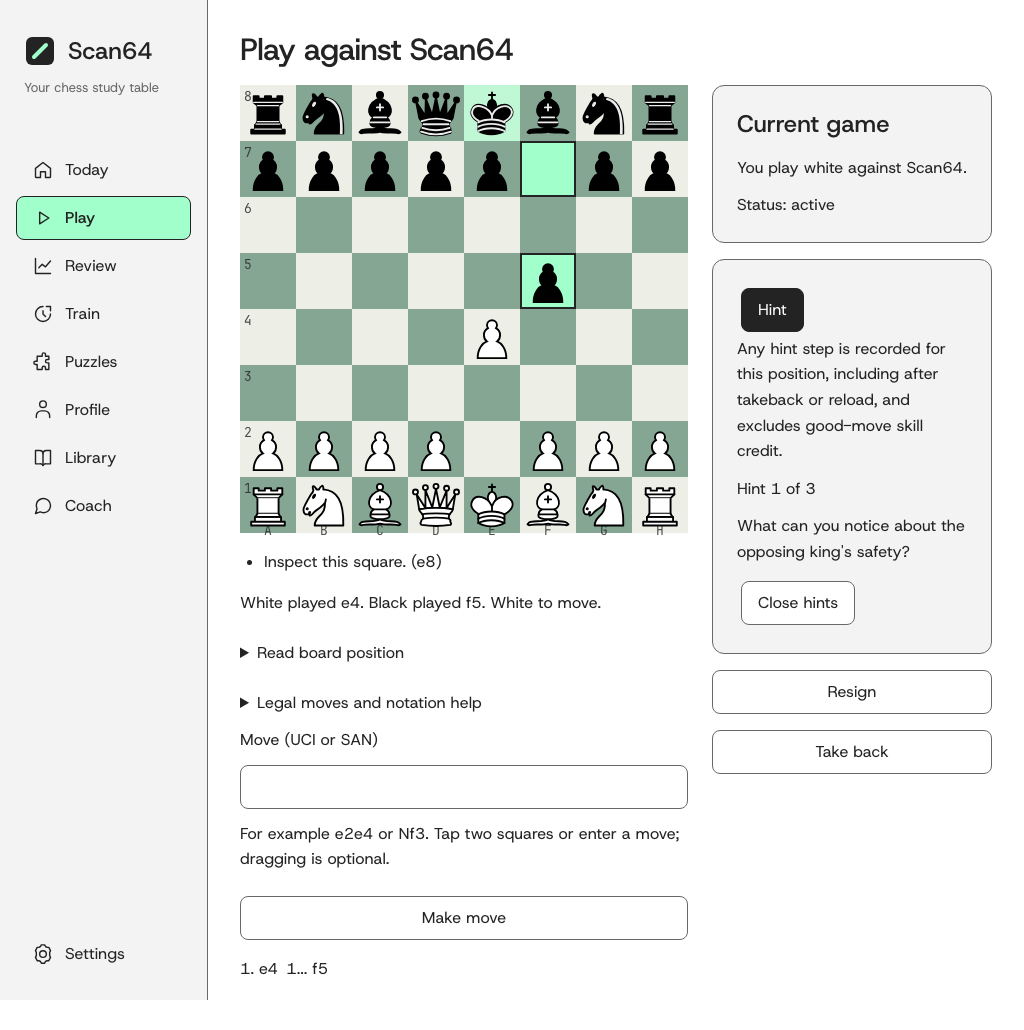 Scan64
Your chess study table
Today
Play
Review
Train
Puzzles
Profile
Library
Coach
Settings
Play against Scan64
8
7
6
5
4
3
2
1
A B C D E F G H
Inspect this square. (e8)
White played e4. Black played f5. White to move.
Read board position
Legal moves and notation help
Move (UCI or SAN)
For example e2e4 or Nf3. Tap two squares or enter a move;
dragging is optional.
Make move
1. e4 1... f5
Current game
You play white against Scan64.
Status: active
Hint
Any hint step is recorded for
this position, including after
takeback or reload, and
excludes good-move skill
credit.
Hint 1 of 3
What can you notice about the
opposing king's safety?
Close hints
Resign
Take back